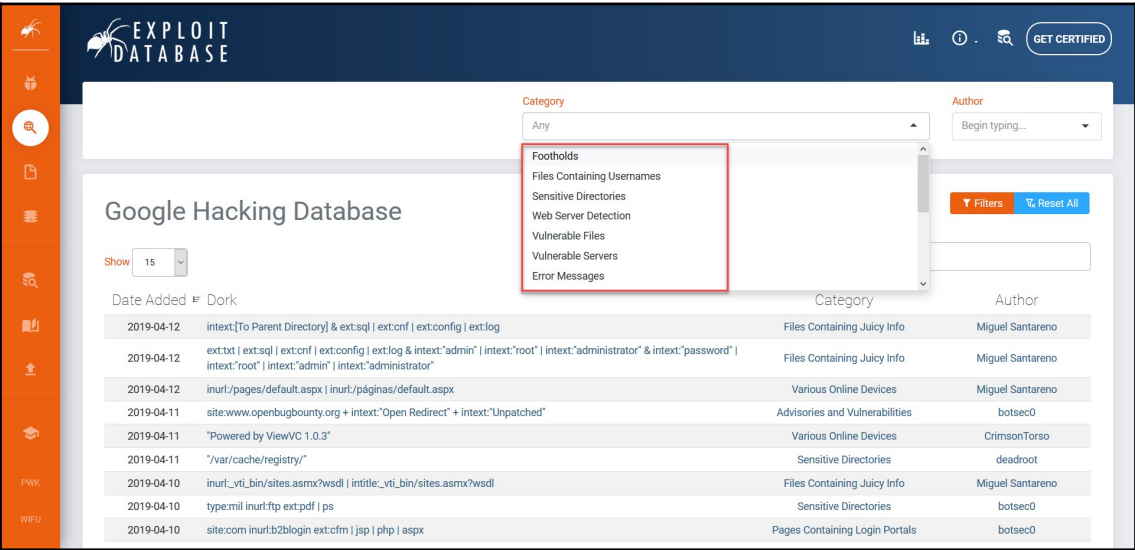 EXPLOIT
DATABASE
GET CERTIFIED
Category
Author
Any
Begin typing...
Footholds
Files Containing Usernames
Sensitive Directories
Web Server Detection
Vulnerable Files
Vulnerable Servers
Error Messages
Google Hacking Database
Filters
Reset All
Show 15
Date Added Dork Category Author
2019-04-12 intext:[To Parent Directory] & ext:sql | ext:cnf | ext:config | ext:log Files Containing Juicy Info Miguel Santareno
2019-04-12 ext:txt | ext:sql | ext:cnf | ext:config | ext:log & intext:"admin" | intext:"root" | intext:"administrator" & intext:"password" | Files Containing Juicy Info Miguel Santareno
intext:"root" | intext:"admin" | intext:"administrator"
2019-04-12 inurl:/pages/default.aspx | inurl:/páginas/default.aspx Various Online Devices Miguel Santareno
2019-04-11 site:www.openbugbounty.org + intext:"Open Redirect" + intext:"Unpatched" Advisories and Vulnerabilities botsec0
2019-04-11 "Powered by ViewVC 1.0.3" Various Online Devices CrimsonTorso
2019-04-11 "/var/cache/registry/" Sensitive Directories deadroot
2019-04-10 inurl:_vti_bin/sites.asmx?wsdl | intitle:_vti_bin/sites.asmx?wsdl Files Containing Juicy Info Miguel Santareno
2019-04-10 type:mil inurl:ftp ext:pdf | ps Sensitive Directories botsec0
2019-04-10 site:com inurl:b2blogin ext:cfm | jsp | php | aspx Pages Containing Login Portals botsec0
PWK
WIFU